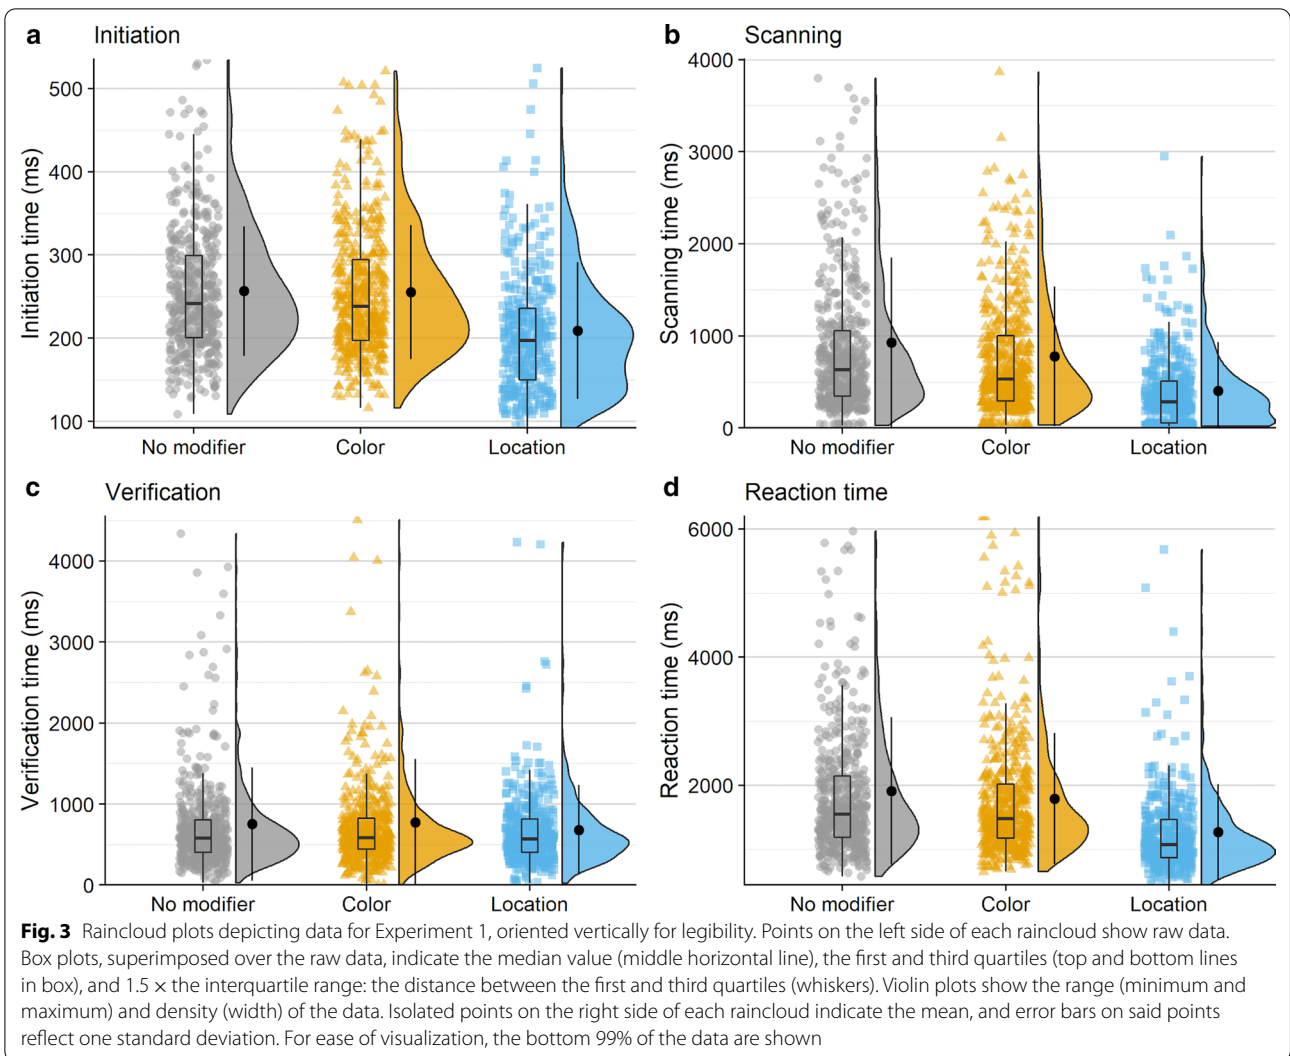 a Initiation
500
400
300
200
100
Initiation time (ms)
No modifier Color Location
b Scanning
4000
3000
2000
1000
0
Scanning time (ms)
No modifier Color Location
c Verification
4000
3000
2000
1000
0
Verification time (ms)
No modifier Color Location
d Reaction time
6000
4000
2000
Reaction time (ms)
No modifier Color Location
Fig. 3 Raincloud plots depicting data for Experiment 1, oriented vertically for legibility. Points on the left side of each raincloud show raw data.
Box plots, superimposed over the raw data, indicate the median value (middle horizontal line), the first and third quartiles (top and bottom lines
in box), and 1.5 × the interquartile range: the distance between the first and third quartiles (whiskers). Violin plots show the range (minimum and
maximum) and density (width) of the data. Isolated points on the right side of each raincloud indicate the mean, and error bars on said points
reflect one standard deviation. For ease of visualization, the bottom 99% of the data are shown